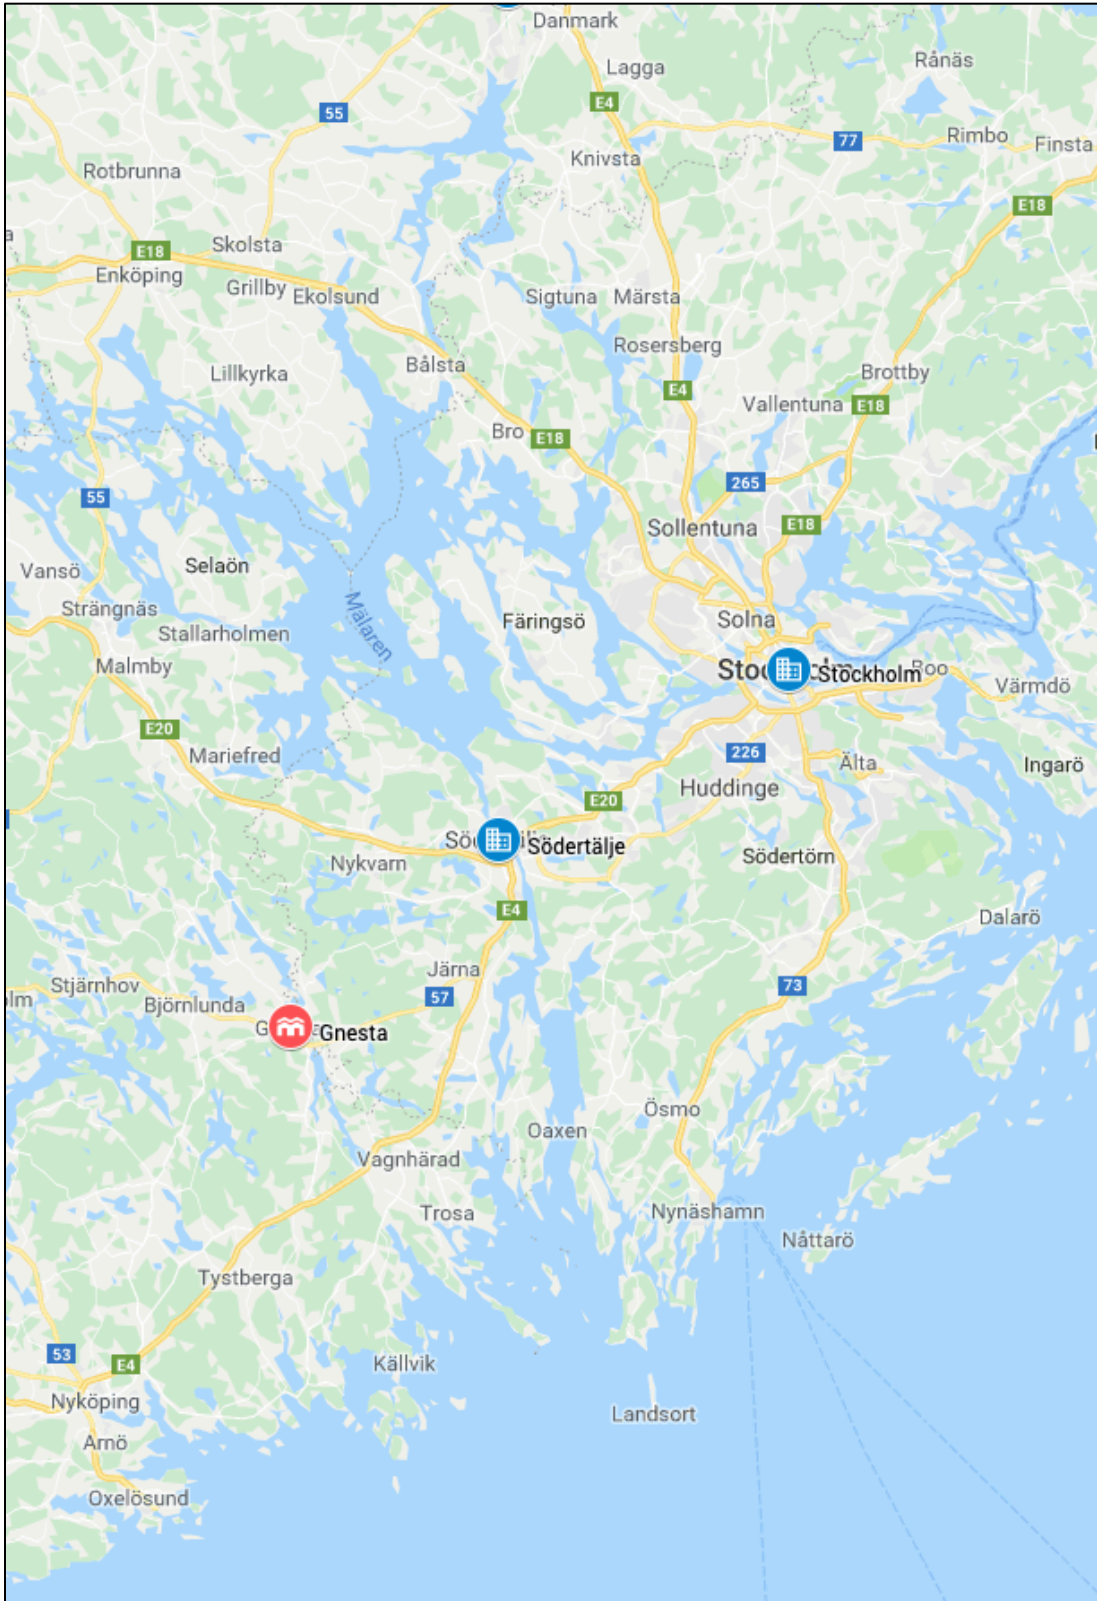 Danmark
Lagga
Rånäs
E4
55
77
Rimbo
Finsta
Knivsta
Rotbrunna
E18
Skolsta
E18
Enköping
Grillby
Ekolsund
Sigtuna
Märsta
Rosersberg
Bålsta
Lillkyrka
Brottby
E4
Vallentuna
E18
Bro
E18
265
55
Sollentuna
E18
Vansö
Selaön
Strängnäs
Mälaren
Färingsö
Solna
Stallarholmen
Malmby
Stockholm
Boo
Värmdö
E20
Mariefred
226
Älta
Ingarö
Huddinge
E20
Södertälje
Nykvarn
Södertörn
E4
Dalarö
Järna
Stjärnhov
57
73
Björnlunda
Gnesta
Ösmo
Oaxen
Vagnhärad
Trosa
Nynäshamn
Nåttarö
Tystberga
53
E4
Källvik
Nyköping
Landsort
Arnö
Oxelösund